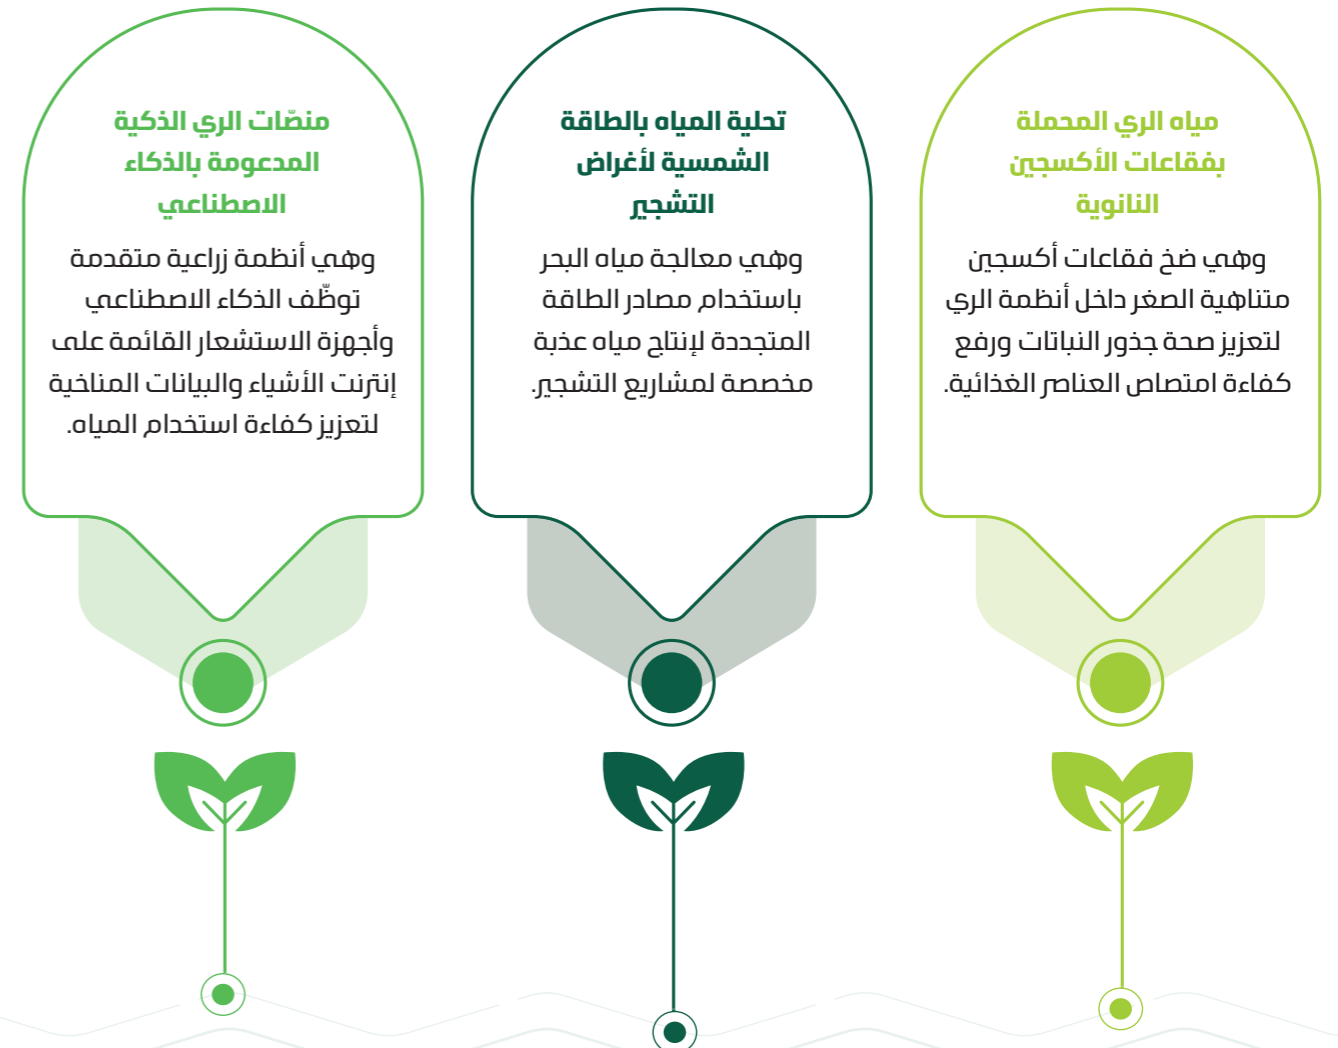 مياه الري المحملة
بفقاعات الأكسجين
النانوية
وهي ضخ فقاعات أكسجين
متناهية الصغر داخل أنظمة الري
لتعزيز صحة جذور النباتات ورفع
كفاءة امتصاص العناصر الغذائية.
تحلية المياه بالطاقة
الشمسية لأغراض
التشجير
وهي معالجة مياه البحر
باستخدام مصادر الطاقة
المتجددة لإنتاج مياه عذبة
مخصصة لمشاريع التشجير.
منصّات الري الذكية
المدعومة بالذكاء
الاصطناعي
وهي أنظمة زراعية متقدمة
توظّف الذكاء الاصطناعي
وأجهزة الاستشعار القائمة على
إنترنت الأشياء والبيانات المناخية
لتعزيز كفاءة استخدام المياه.